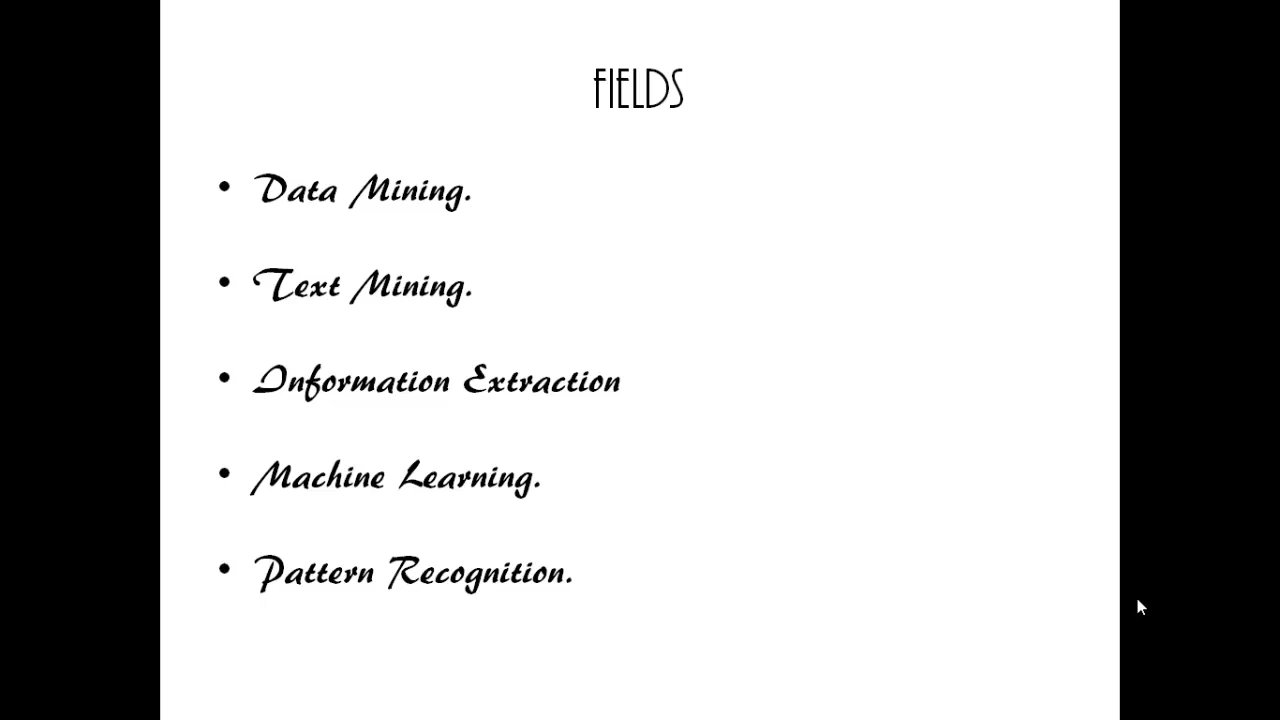 FIELDS
• Data Mining.
• Text Mining.
• Information Extraction
• Machine Learning.
• Pattern Recognition.